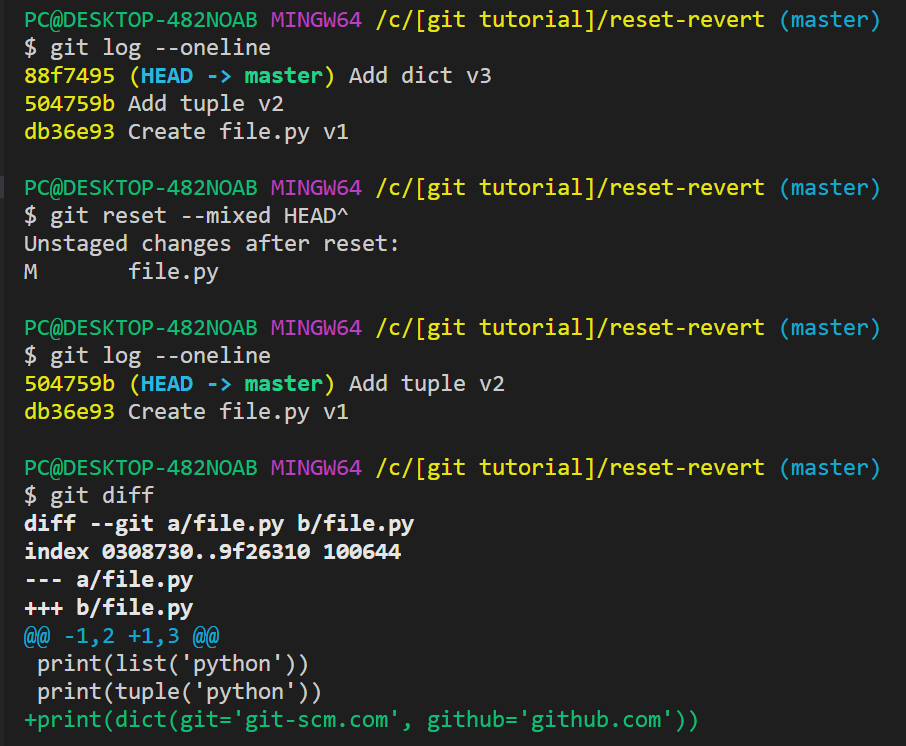 PC@DESKTOP-482NOAB MINGW64 /c/[git tutorial]/reset-revert (master)
$ git log --oneline
88f7495 (HEAD -> master) Add dict v3
504759b Add tuple v2
db36e93 Create file.py v1
PC@DESKTOP-482NOAB MINGW64 /c/[git tutorial]/reset-revert (master)
$ git reset --mixed HEAD^
Unstaged changes after reset:
M       file.py
PC@DESKTOP-482NOAB MINGW64 /c/[git tutorial]/reset-revert (master)
$ git log --oneline
504759b (HEAD -> master) Add tuple v2
db36e93 Create file.py v1
PC@DESKTOP-482NOAB MINGW64 /c/[git tutorial]/reset-revert (master)
$ git diff
diff --git a/file.py b/file.py
index 0308730..9f26310 100644
--- a/file.py
+++ b/file.py
@@ -1,2 +1,3 @@
 print(list('python'))
 print(tuple('python'))
+print(dict(git='git-scm.com', github='github.com'))